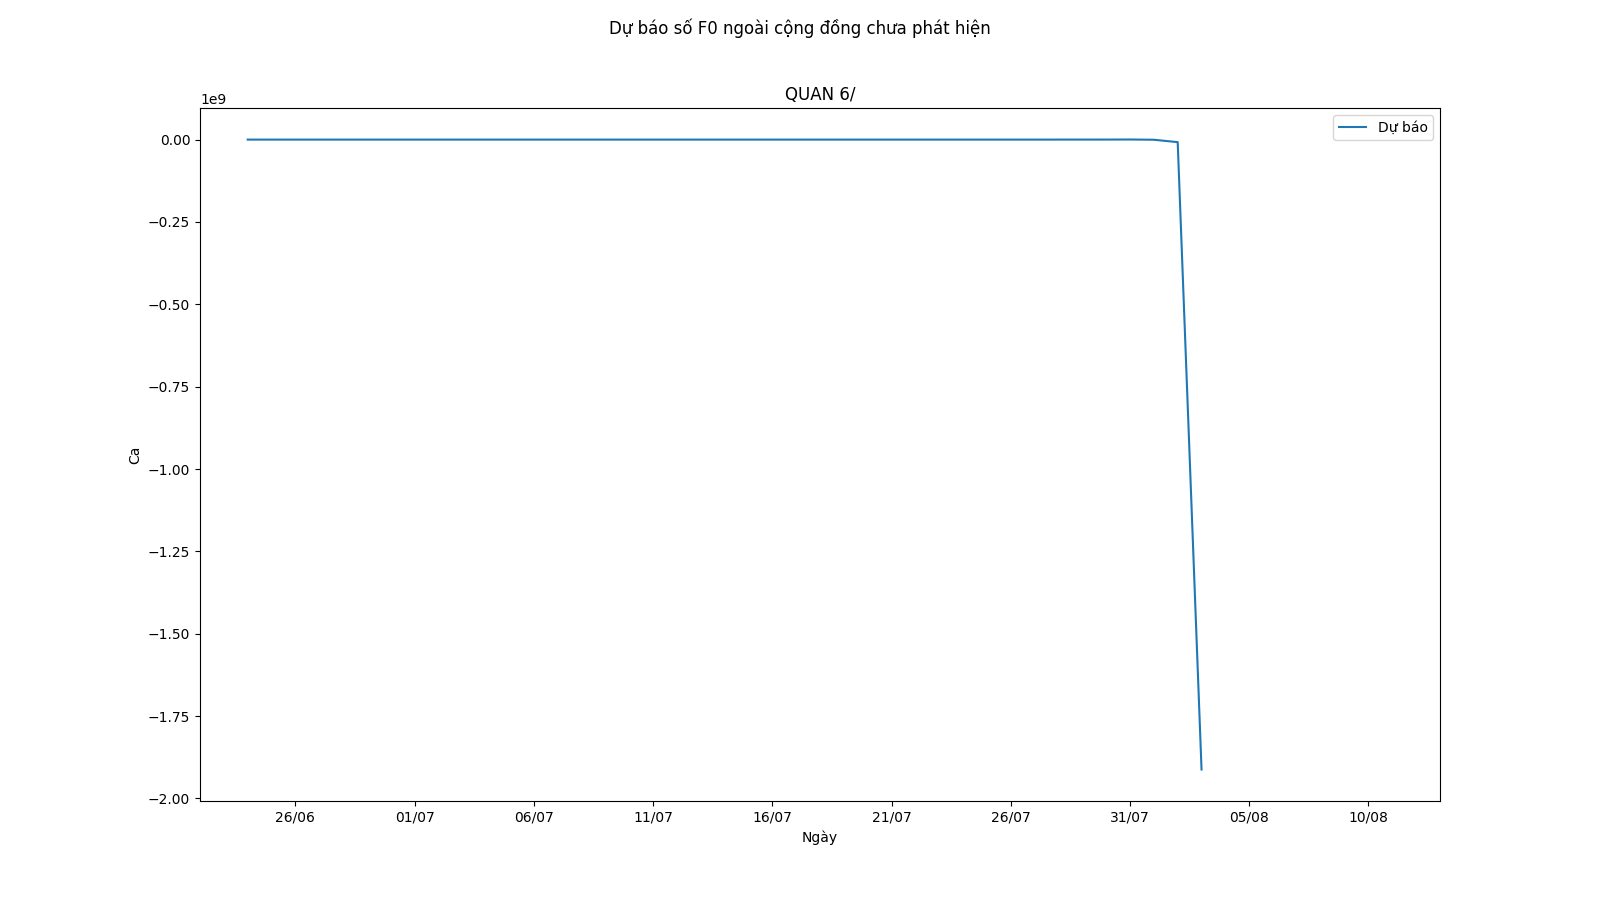 Dự báo số F0 ngoài cộng đồng chưa phát hiện
QUAN 6/
1e9
Dự báo
0.00
−0.25
−0.50
−0.75
−1.00
−1.25
−1.50
−1.75
−2.00
Ca
26/06 01/07 06/07 11/07 16/07 21/07 26/07 31/07 05/08 10/08
Ngày